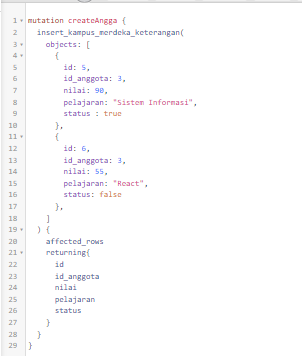 1 mutation createAngga {
2 insert_kampus_merdeka_keterangan(
3 objects: [
4 {
5 id: 5,
6 id_anggota: 3,
7 nilai: 90,
8 pelajaran: "Sistem Informasi",
9 status : true
10 },
11 {
12 id: 6,
13 id_anggota: 3,
14 nilai: 55,
15 pelajaran: "React",
16 status: false
17 },
18 ]
19 ) {
20 affected_rows
21 returning{
22 id
23 id_anggota
24 nilai
25 pelajaran
26 status
27 }
28 }
29 }